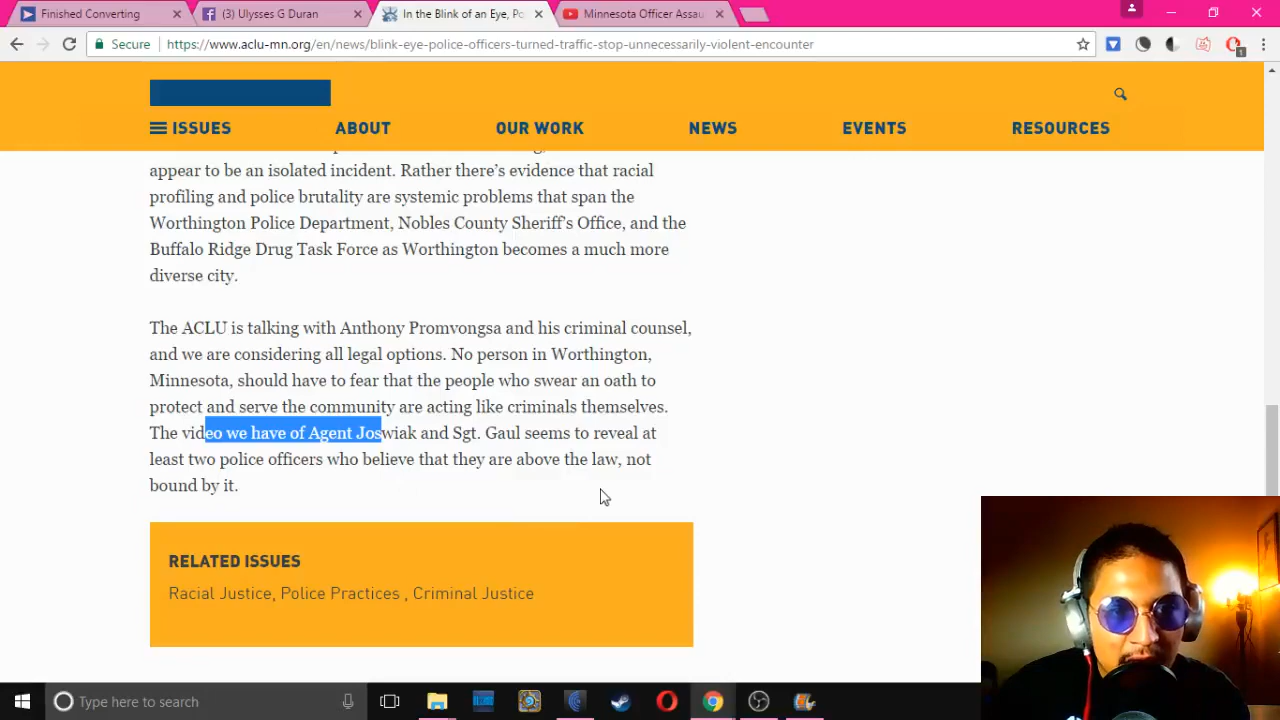 Finished Converting
(3) Ulysses G Duran
In the Blink of an Eye, Po
Minnesota Officer Assau
Secure
https://www.aclu-mn.org/en/news/blink-eye-police-officers-turned-traffic-stop-unnecessarily-violent-encounter
1
ISSUES ABOUT OUR WORK NEWS EVENTS RESOURCES
appear to be an isolated incident. Rather there’s evidence that racial
profiling and police brutality are systemic problems that span the
Worthington Police Department, Nobles County Sheriff’s Office, and the
Buffalo Ridge Drug Task Force as Worthington becomes a much more
diverse city.
The ACLU is talking with Anthony Promvongsa and his criminal counsel,
and we are considering all legal options. No person in Worthington,
Minnesota, should have to fear that the people who swear an oath to
protect and serve the community are acting like criminals themselves.
The video we have of Agent Joswiak and Sgt. Gaul seems to reveal at
least two police officers who believe that they are above the law, not
bound by it.
RELATED ISSUES
Racial Justice, Police Practices , Criminal Justice
Type here to search